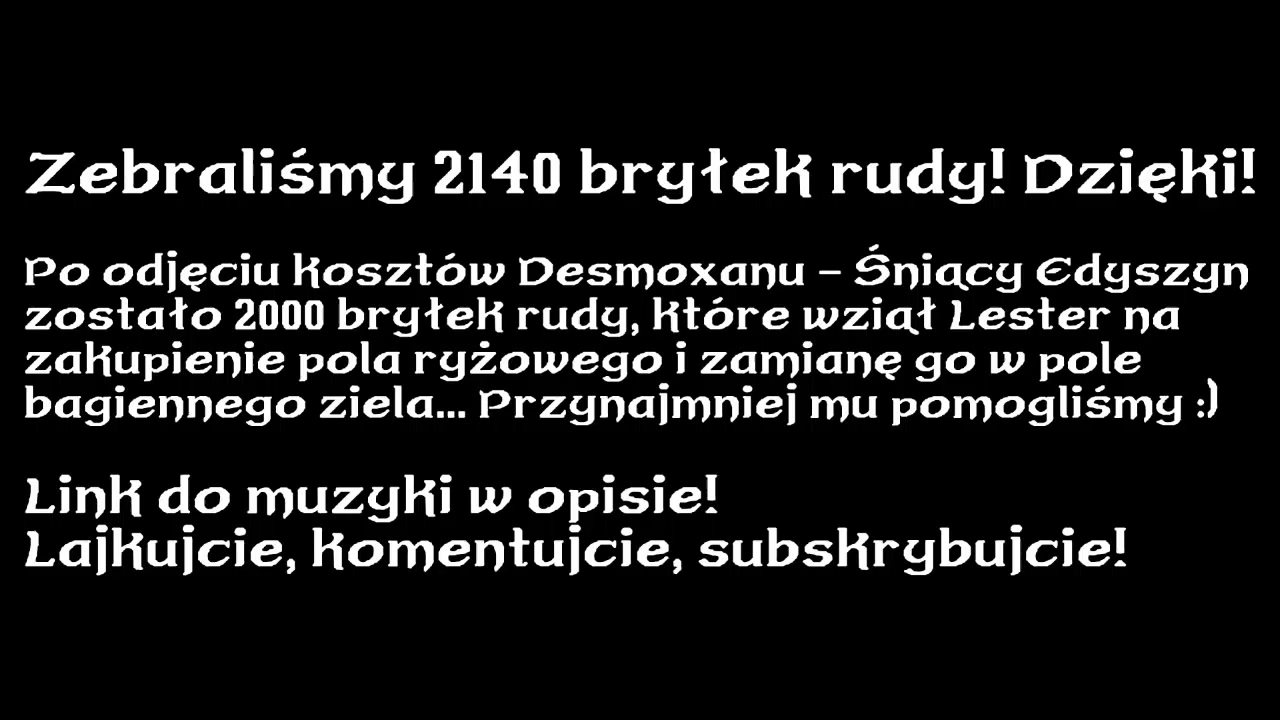 Zebraliśmy 2140 bryłek rudy! Dzięki!
Po odjęciu kosztów Desmoxanu – Śniący Edyszyn
zostało 2000 bryłek rudy, które wziął Lester na
zakupienie pola ryżowego i zamianę go w pole
bagiennego ziela... Przynajmniej mu pomogliśmy :)
Link do muzyki w opisie!
Lajkujcie, komentujcie, subskrybujcie!